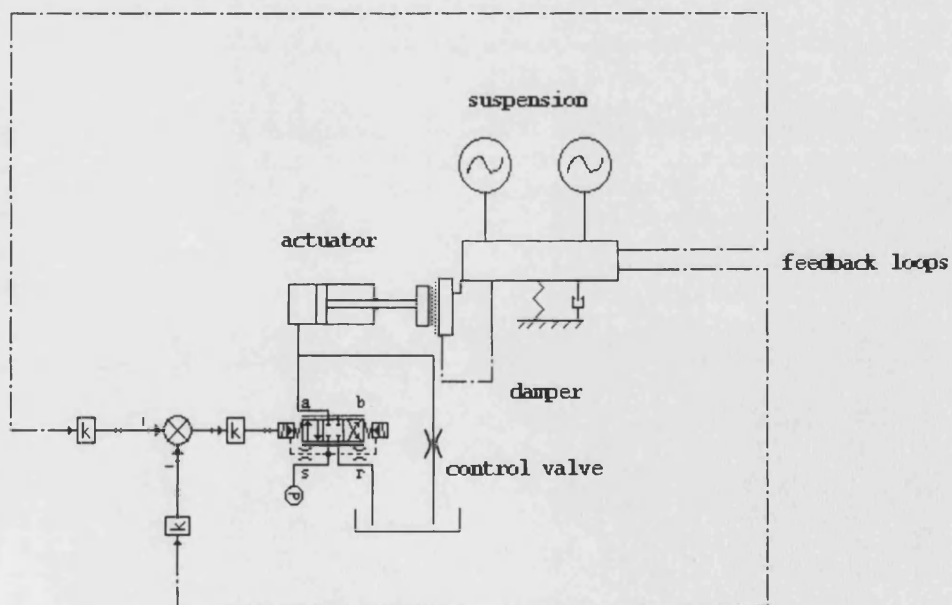 suspension
actuator
feedback loops
damper
a b
k
k
control valve
s r
P
k